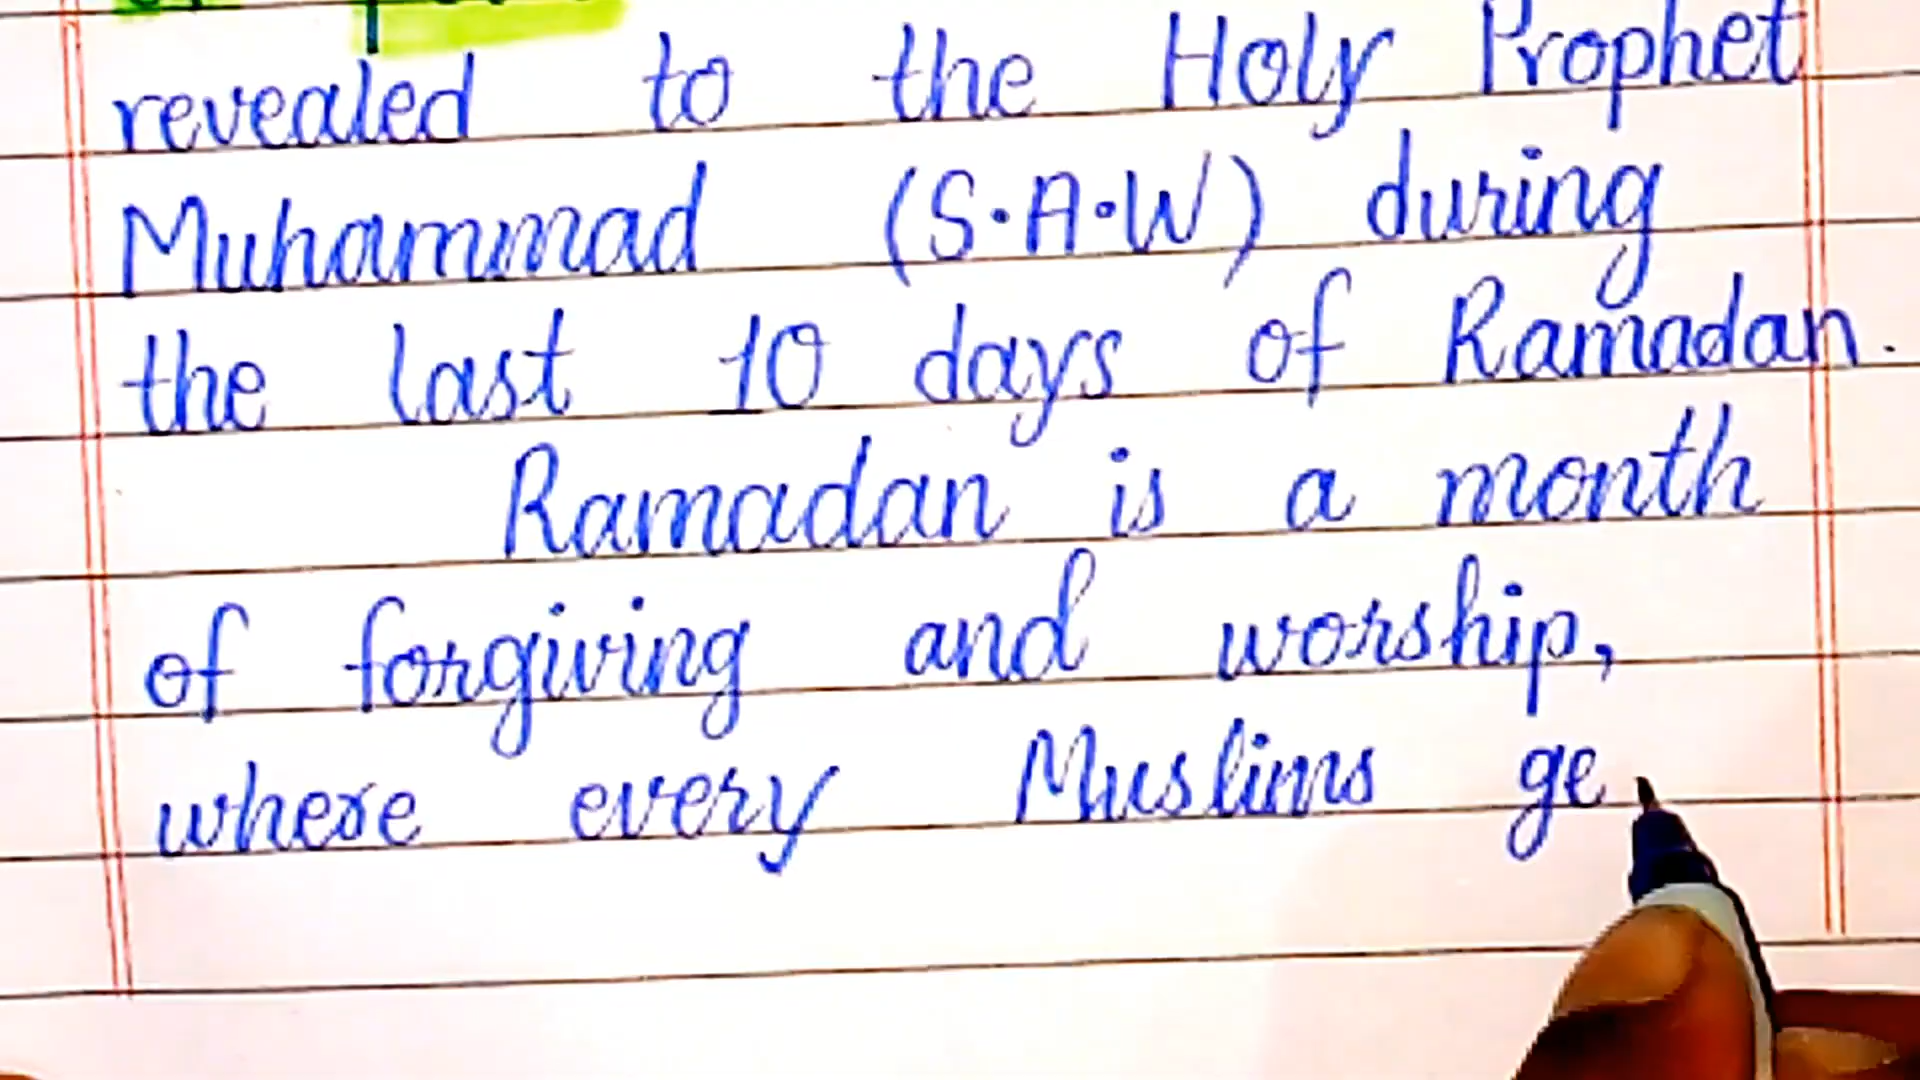 revealed to the Holy Prophet
Muhammad (S.A.W) during
the last 10 days of Ramadan.
Ramadan is a month
of forgiving and worship,
where every Muslims ge